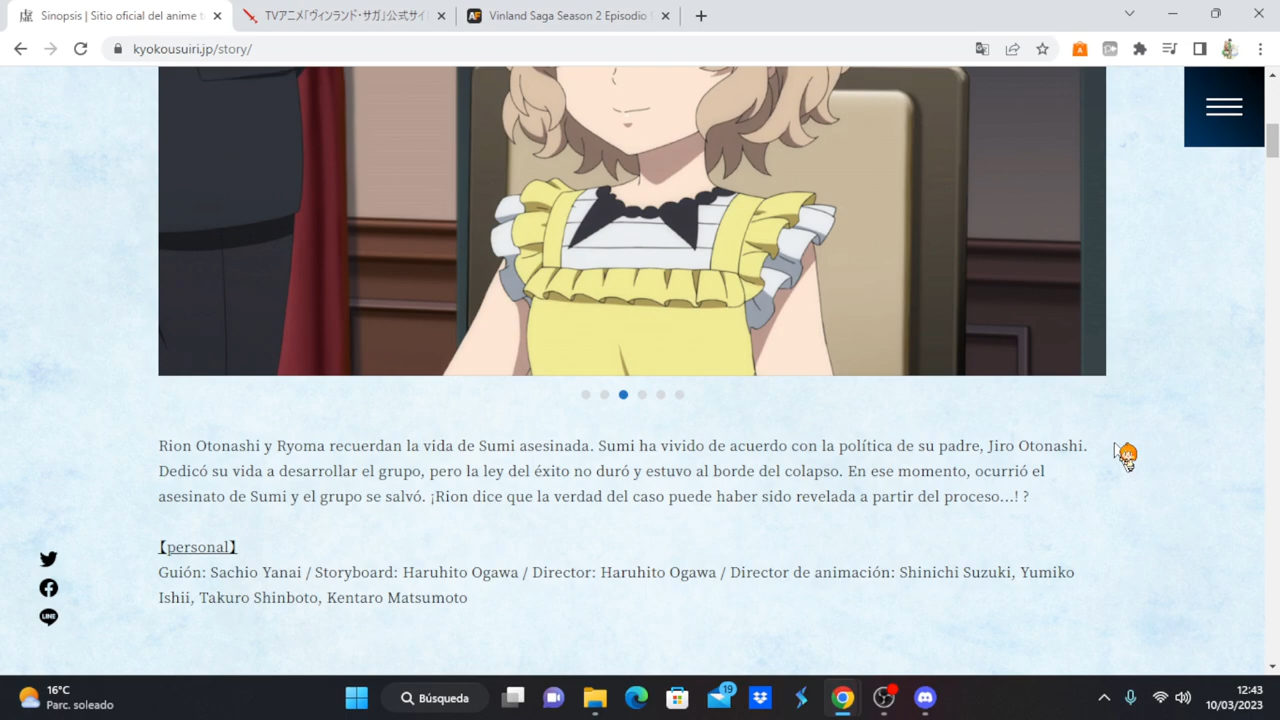 Sinopsis | Sitio oficial del anime t
TVアニメ「ヴィンランド・サガ」公式サイ
Vinland Saga Season 2 Episodio
kyokousuiri.jp/story/
Rion Otonashi y Ryoma recuerdan la vida de Sumi asesinada. Sumi ha vivido de acuerdo con la política de su padre, Jiro Otonashi.
Dedicó su vida a desarrollar el grupo, pero la ley del éxito no duró y estuvo al borde del colapso. En ese momento, ocurrió el
asesinato de Sumi y el grupo se salvó. ¡Rion dice que la verdad del caso puede haber sido revelada a partir del proceso...! ?
【personal】
Guión: Sachio Yanai / Storyboard: Haruhito Ogawa / Director: Haruhito Ogawa / Director de animación: Shinichi Suzuki, Yumiko
Ishii, Takuro Shinboto, Kentaro Matsumoto
LINE
16°C
Parc. soleado
Búsqueda
19
12:43
10/03/2023